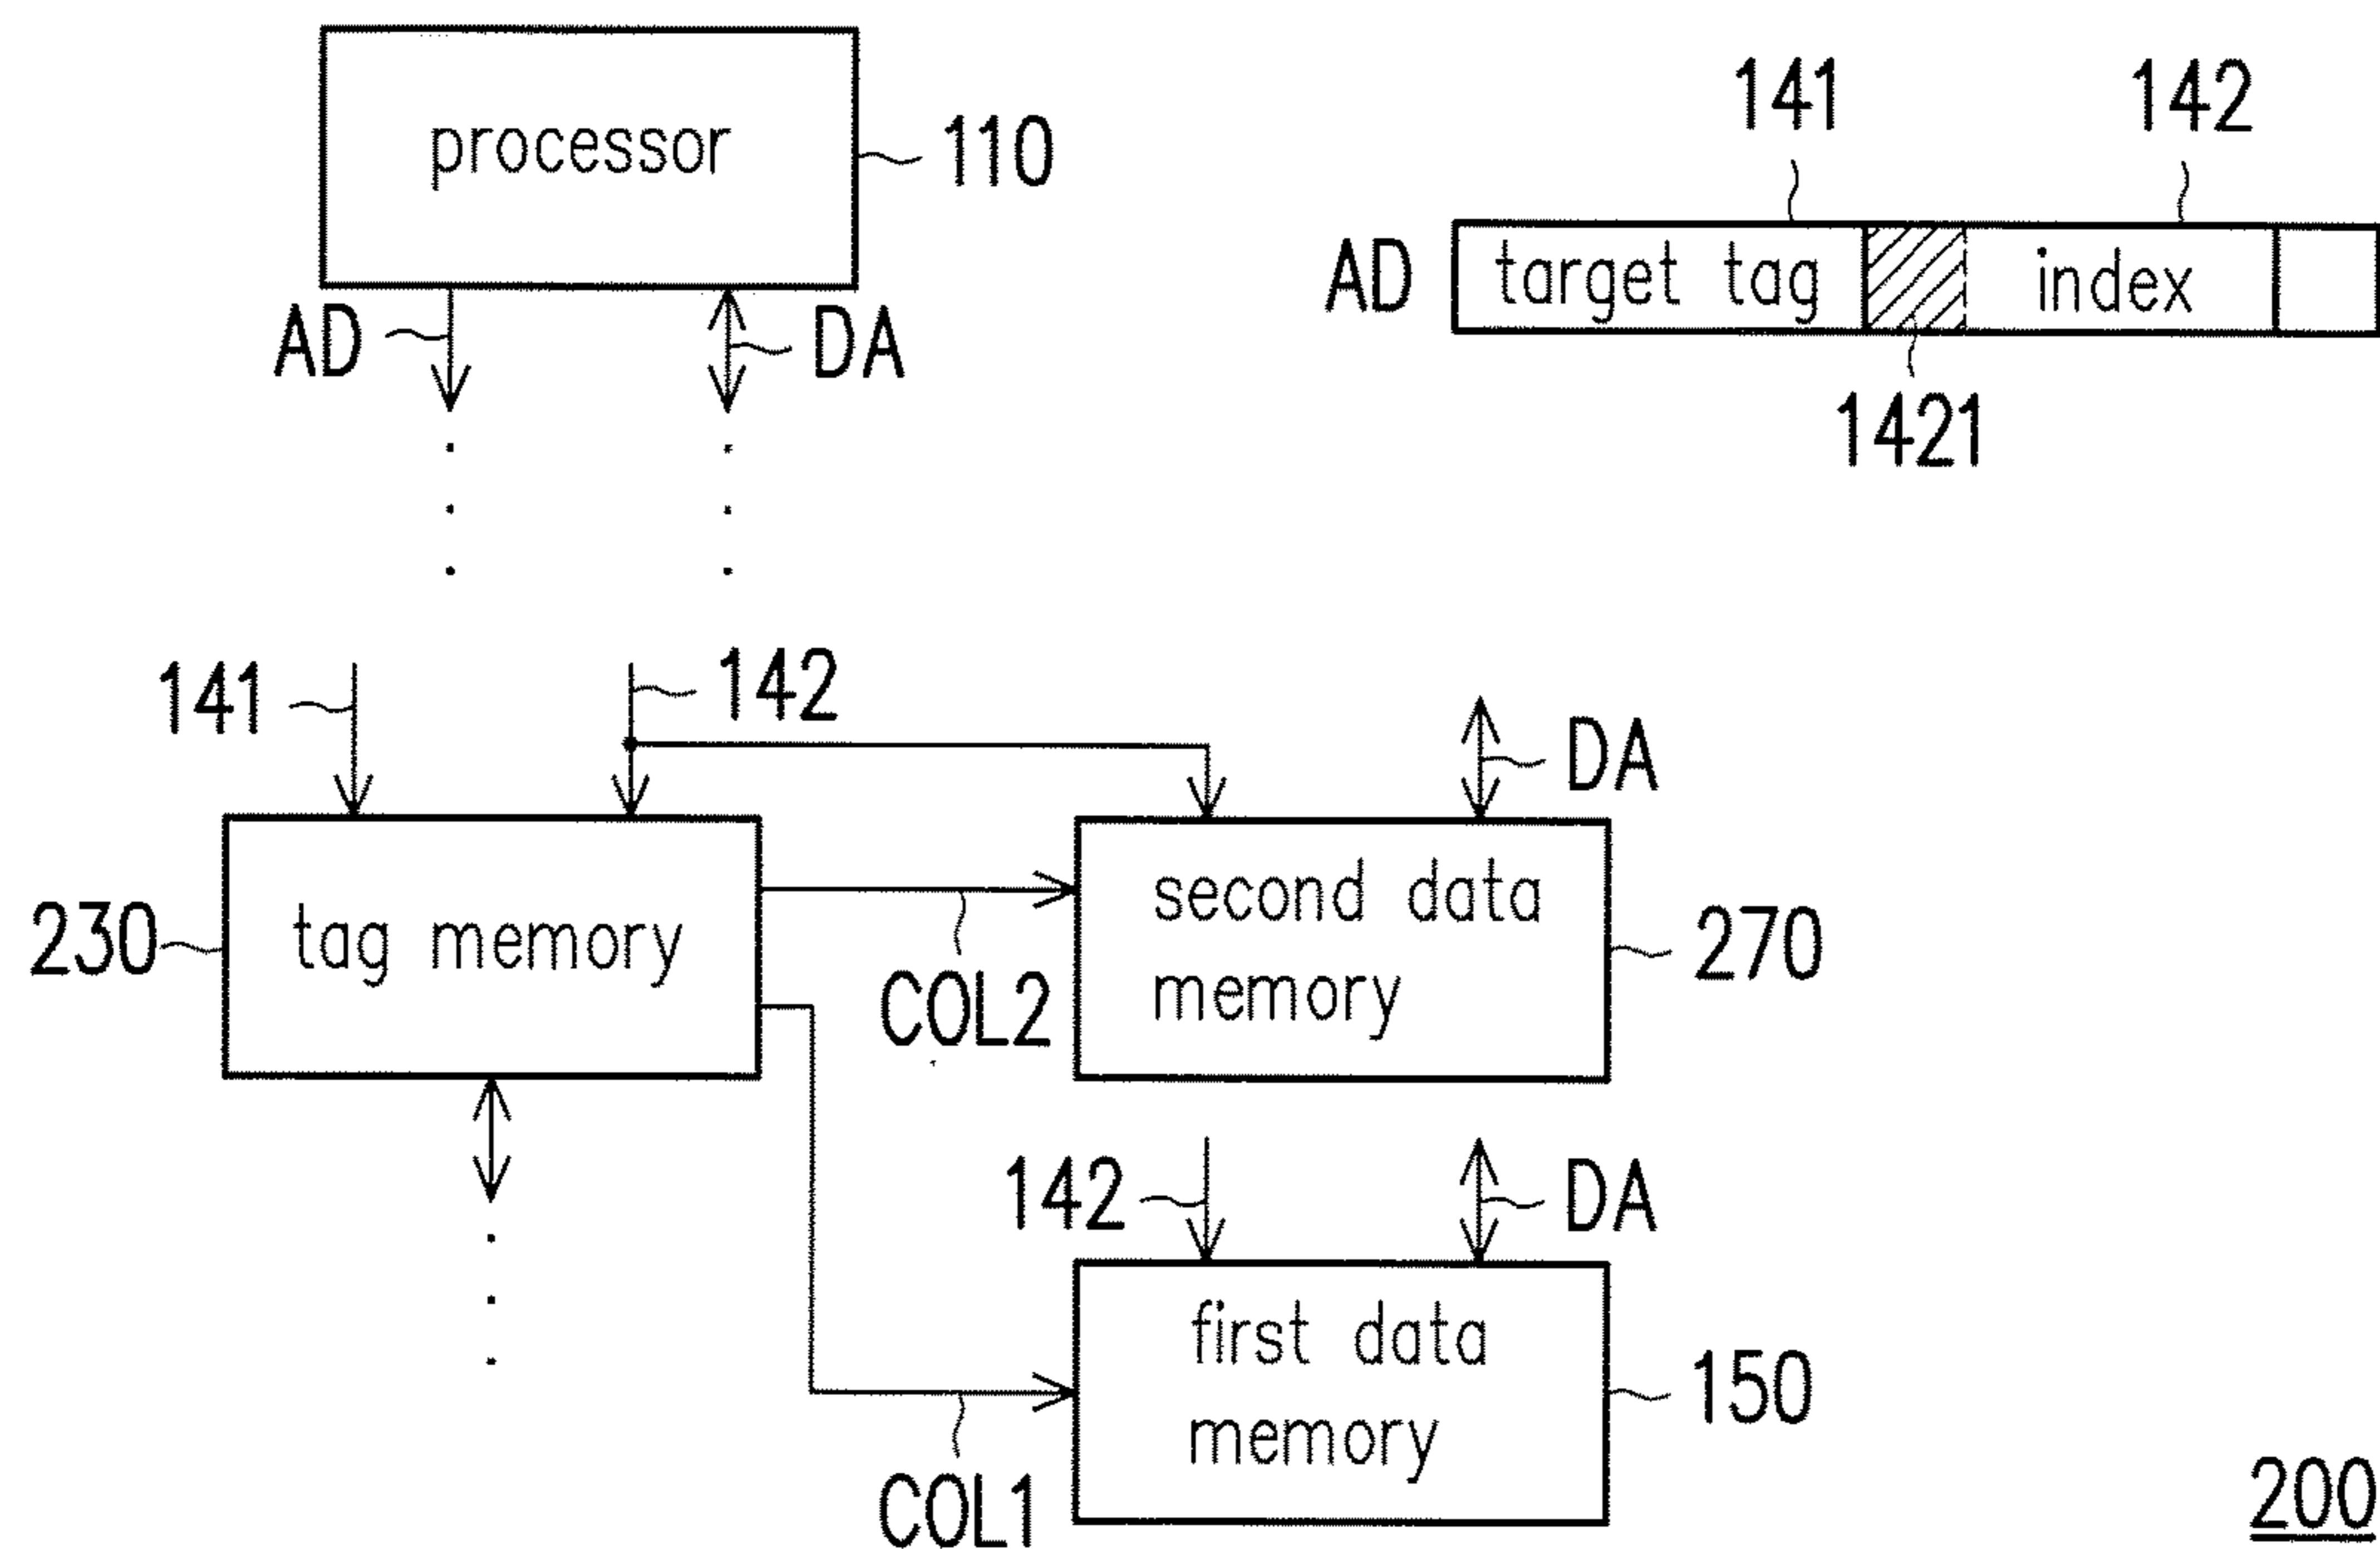 processor
110
141
142
AD
target tag
index
1421
AD
DA
141
142
DA
230
tag memory
second data
memory
270
COL2
142
DA
first data
memory
150
COL1
200